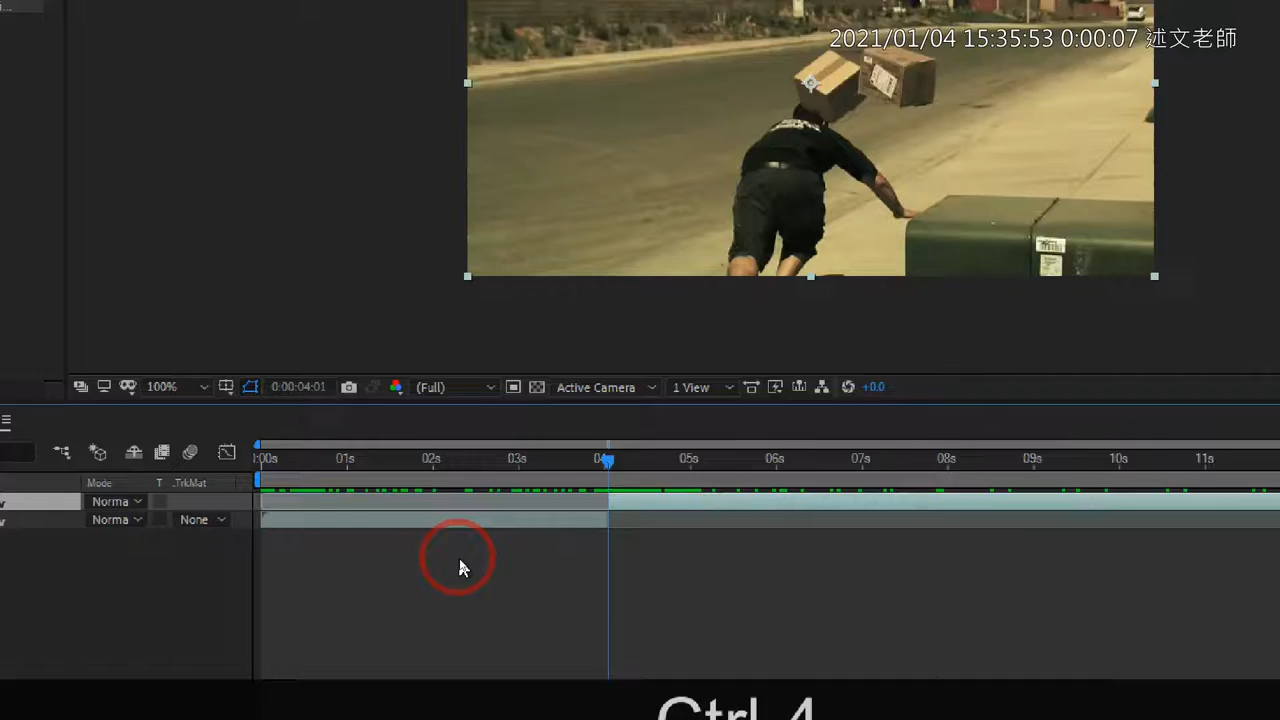 2021/01/04 15:35:53 0:00:07 述文老師
100%
0:00:04:01
(Full)
Active Camera
1 View
+0.0
:00s 01s 02s 03s 04 05s 06s 07s 08s 09s 10s 11s
Mode T .TrkMat
Norma
Norma None
Ctrl 4